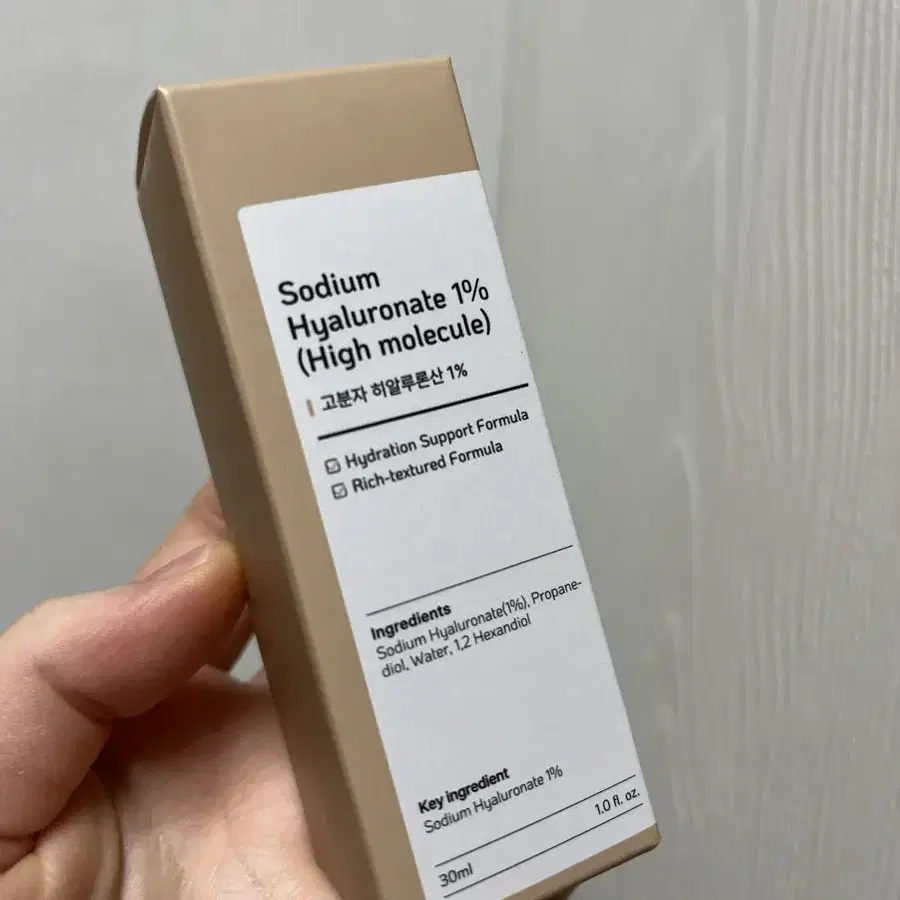 Sodium
Hyaluronate 1%
(High molecule)
고분자 히알루론산 1%
Hydration Support Formula
Rich-textured Formula
Ingredients
Sodium Hyaluronate(1%), Propane-
diol, Water, 1,2 Hexandiol
Key ingredient
Sodium Hyaluronate 1%
30ml 1.0 fl. oz.